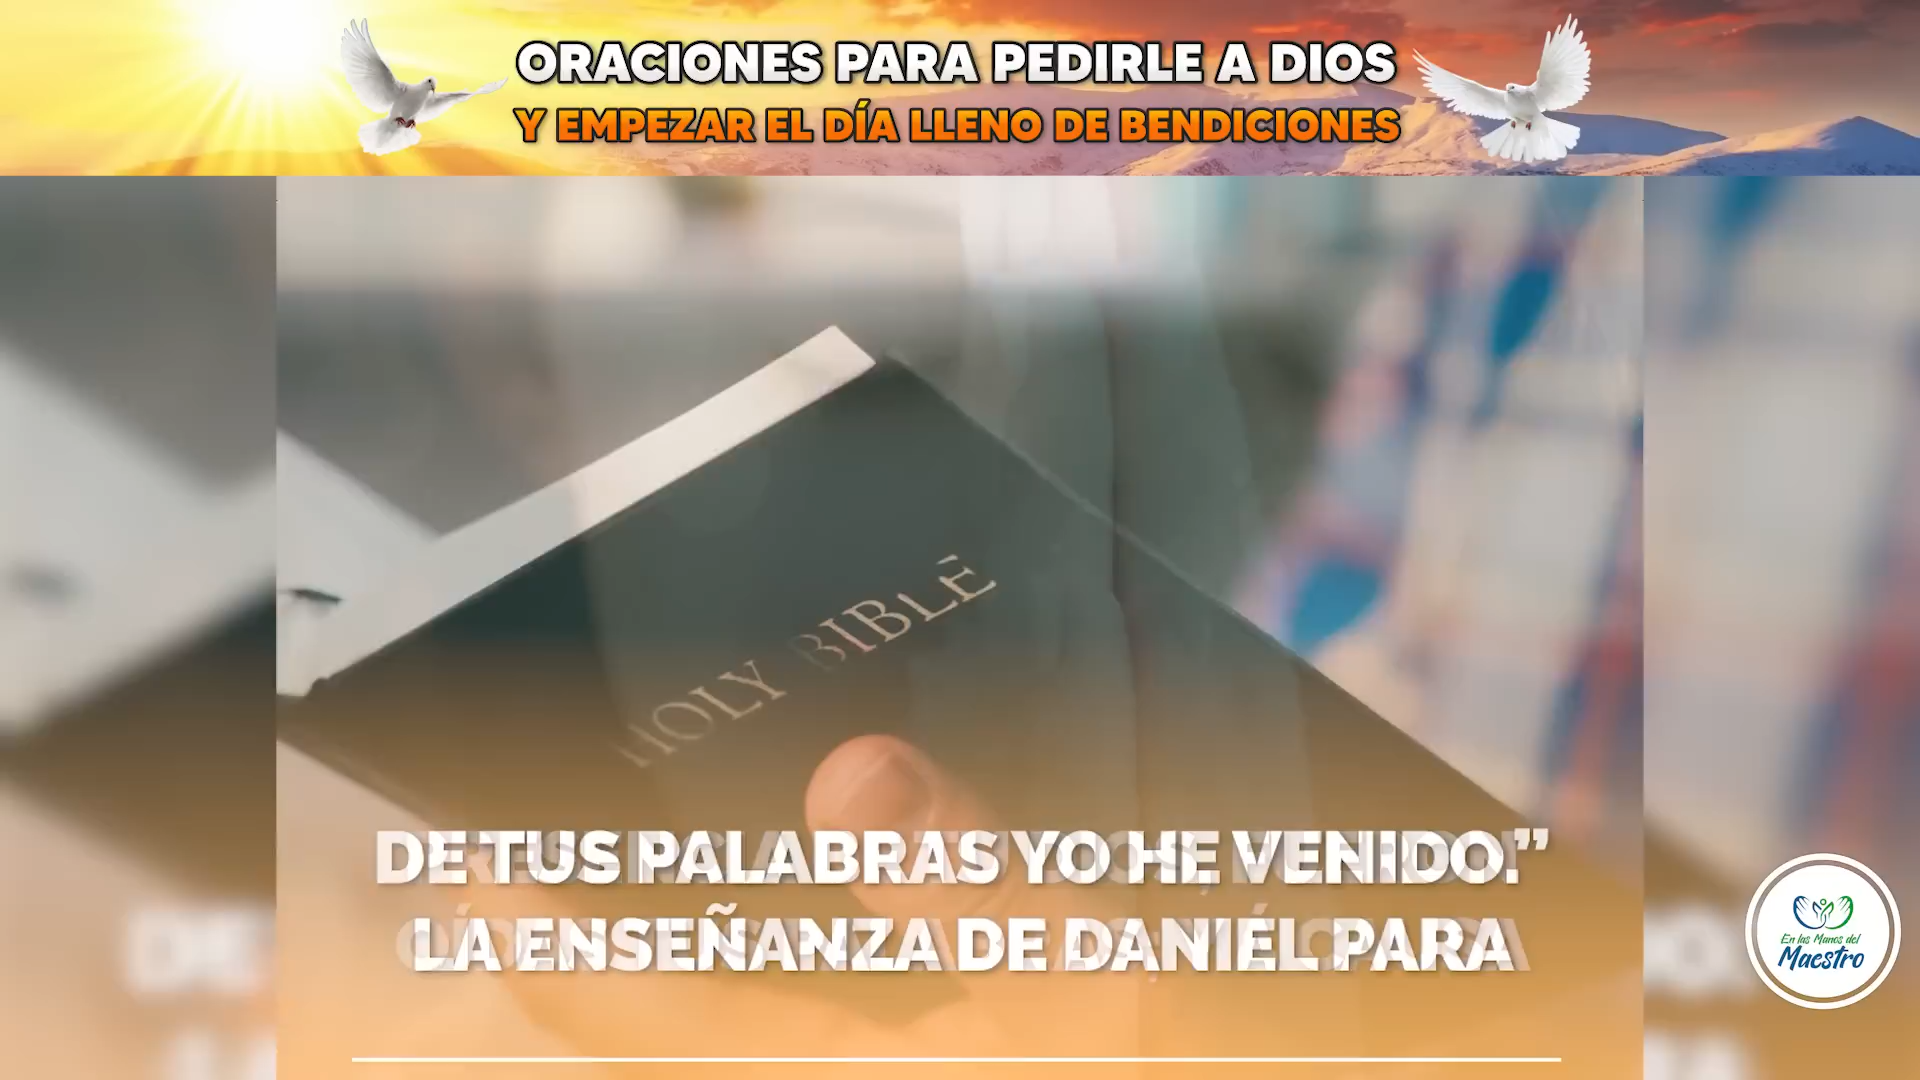 ORACIONES PARA PEDIRLE A DIOS
Y EMPEZAR EL DÍA LLENO DE BENDICIONES
HOLY BIBLE
DE TUS PALABRAS YO HE VENIDO.”
LA ENSEÑANZA DE DANIEL PARA
En las Manos del
Maestro